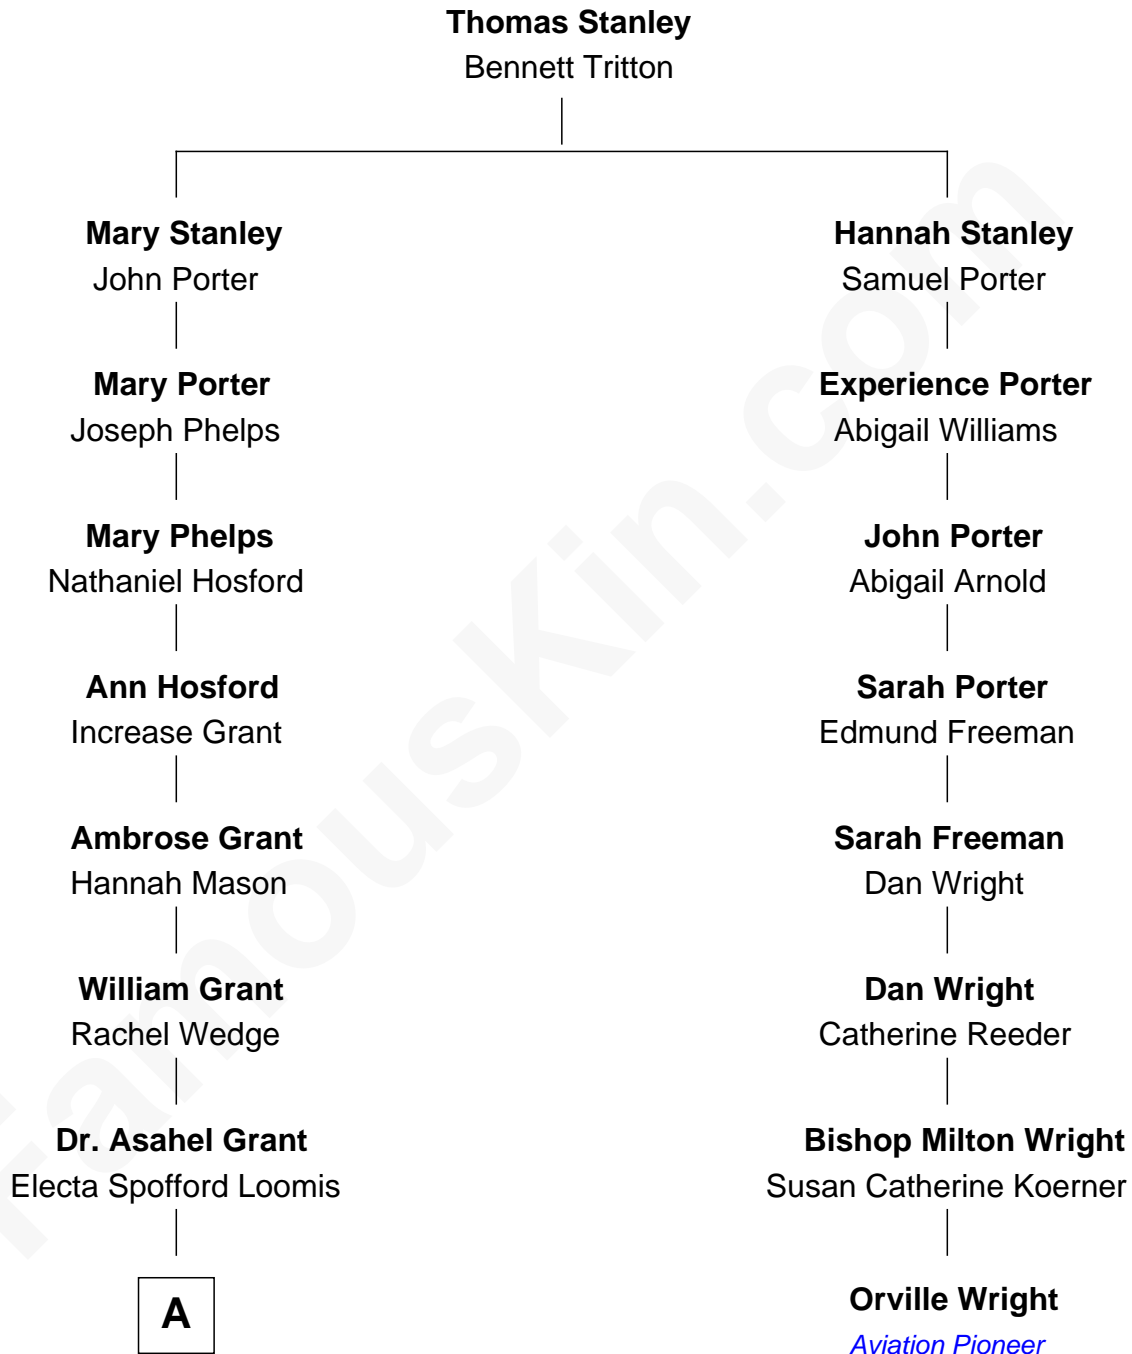 Thomas Stanley
Bennett Tritton
Mary Stanley
John Porter
Hannah Stanley
Samuel Porter
Mary Porter
Joseph Phelps
Experience Porter
Abigail Williams
Mary Phelps
Nathaniel Hosford
John Porter
Abigail Arnold
Ann Hosford
Increase Grant
Sarah Porter
Edmund Freeman
Ambrose Grant
Hannah Mason
Sarah Freeman
Dan Wright
William Grant
Rachel Wedge
Dan Wright
Catherine Reeder
Dr. Asahel Grant
Electa Spofford Loomis
Bishop Milton Wright
Susan Catherine Koerner
A
Orville Wright
Aviation Pioneer
FamousKin.com